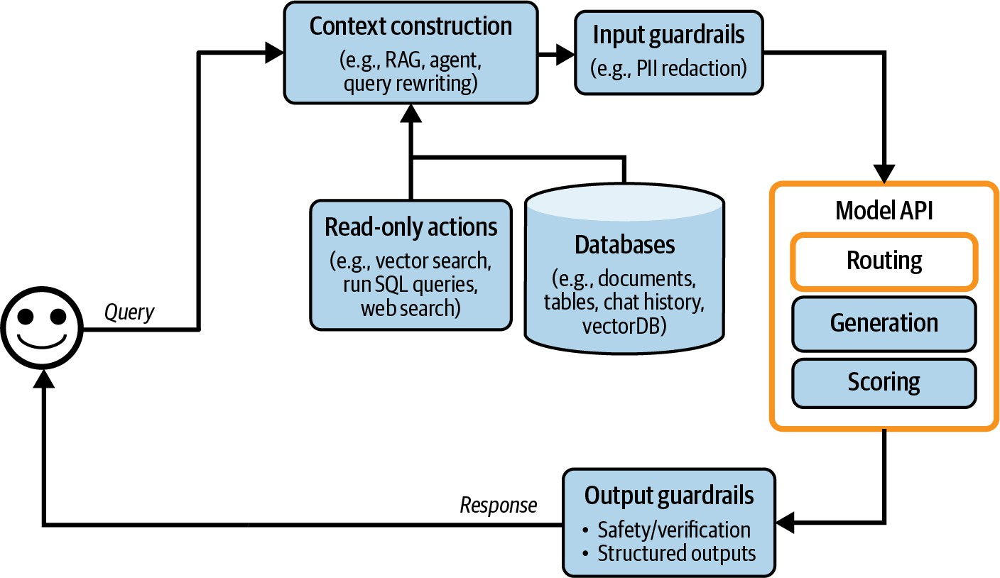 Context construction
(e.g., RAG, agent,
query rewriting)
Input guardrails
(e.g., PII redaction)
Read-only actions
(e.g., vector search,
run SQL queries,
web search)
Databases
(e.g., documents,
tables, chat history,
vectorDB)
Model API
Routing
Generation
Scoring
Query
Response
Output guardrails
• Safety/verification
• Structured outputs